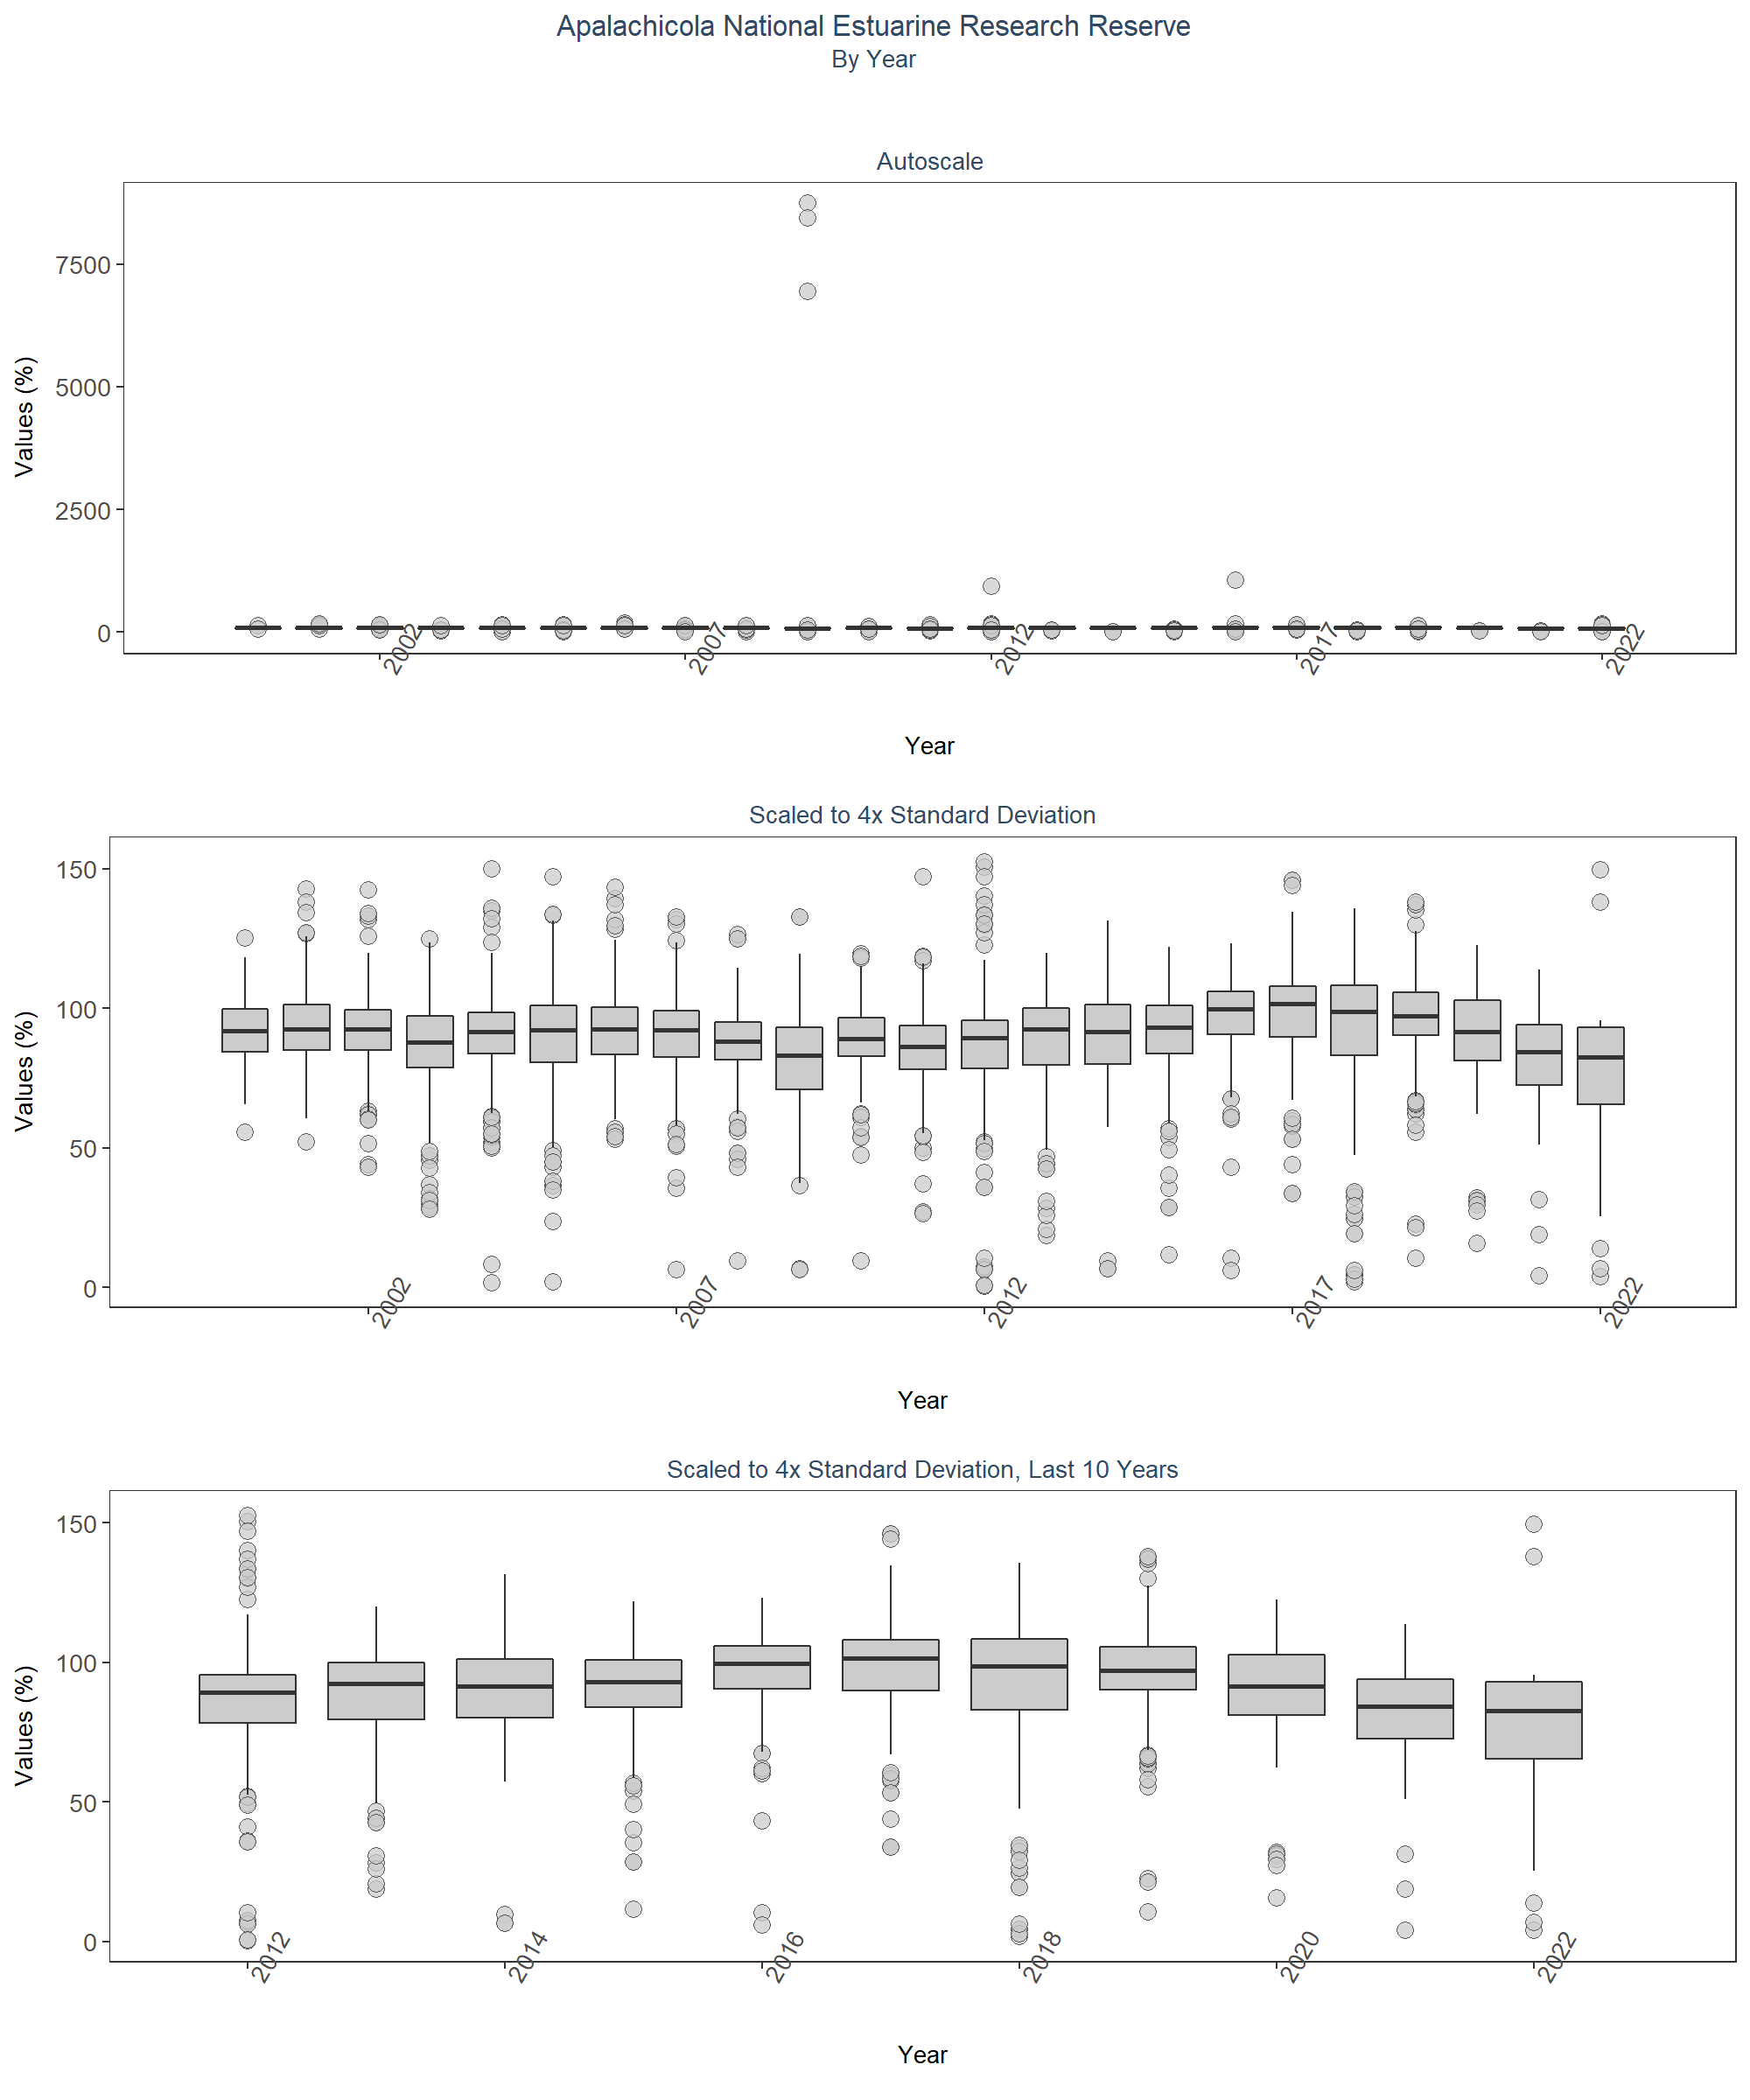 Apalachicola National Estuarine Research Reserve
By Year
Autoscale
Values (%)
7500
5000
2500
0
2002
2007
2012
2017
2022
Year
Scaled to 4x Standard Deviation
Values (%)
150
100
50
0
2002
2007
2012
2017
2022
Year
Scaled to 4x Standard Deviation, Last 10 Years
Values (%)
150
100
50
0
2012
2014
2016
2018
2020
2022
Year